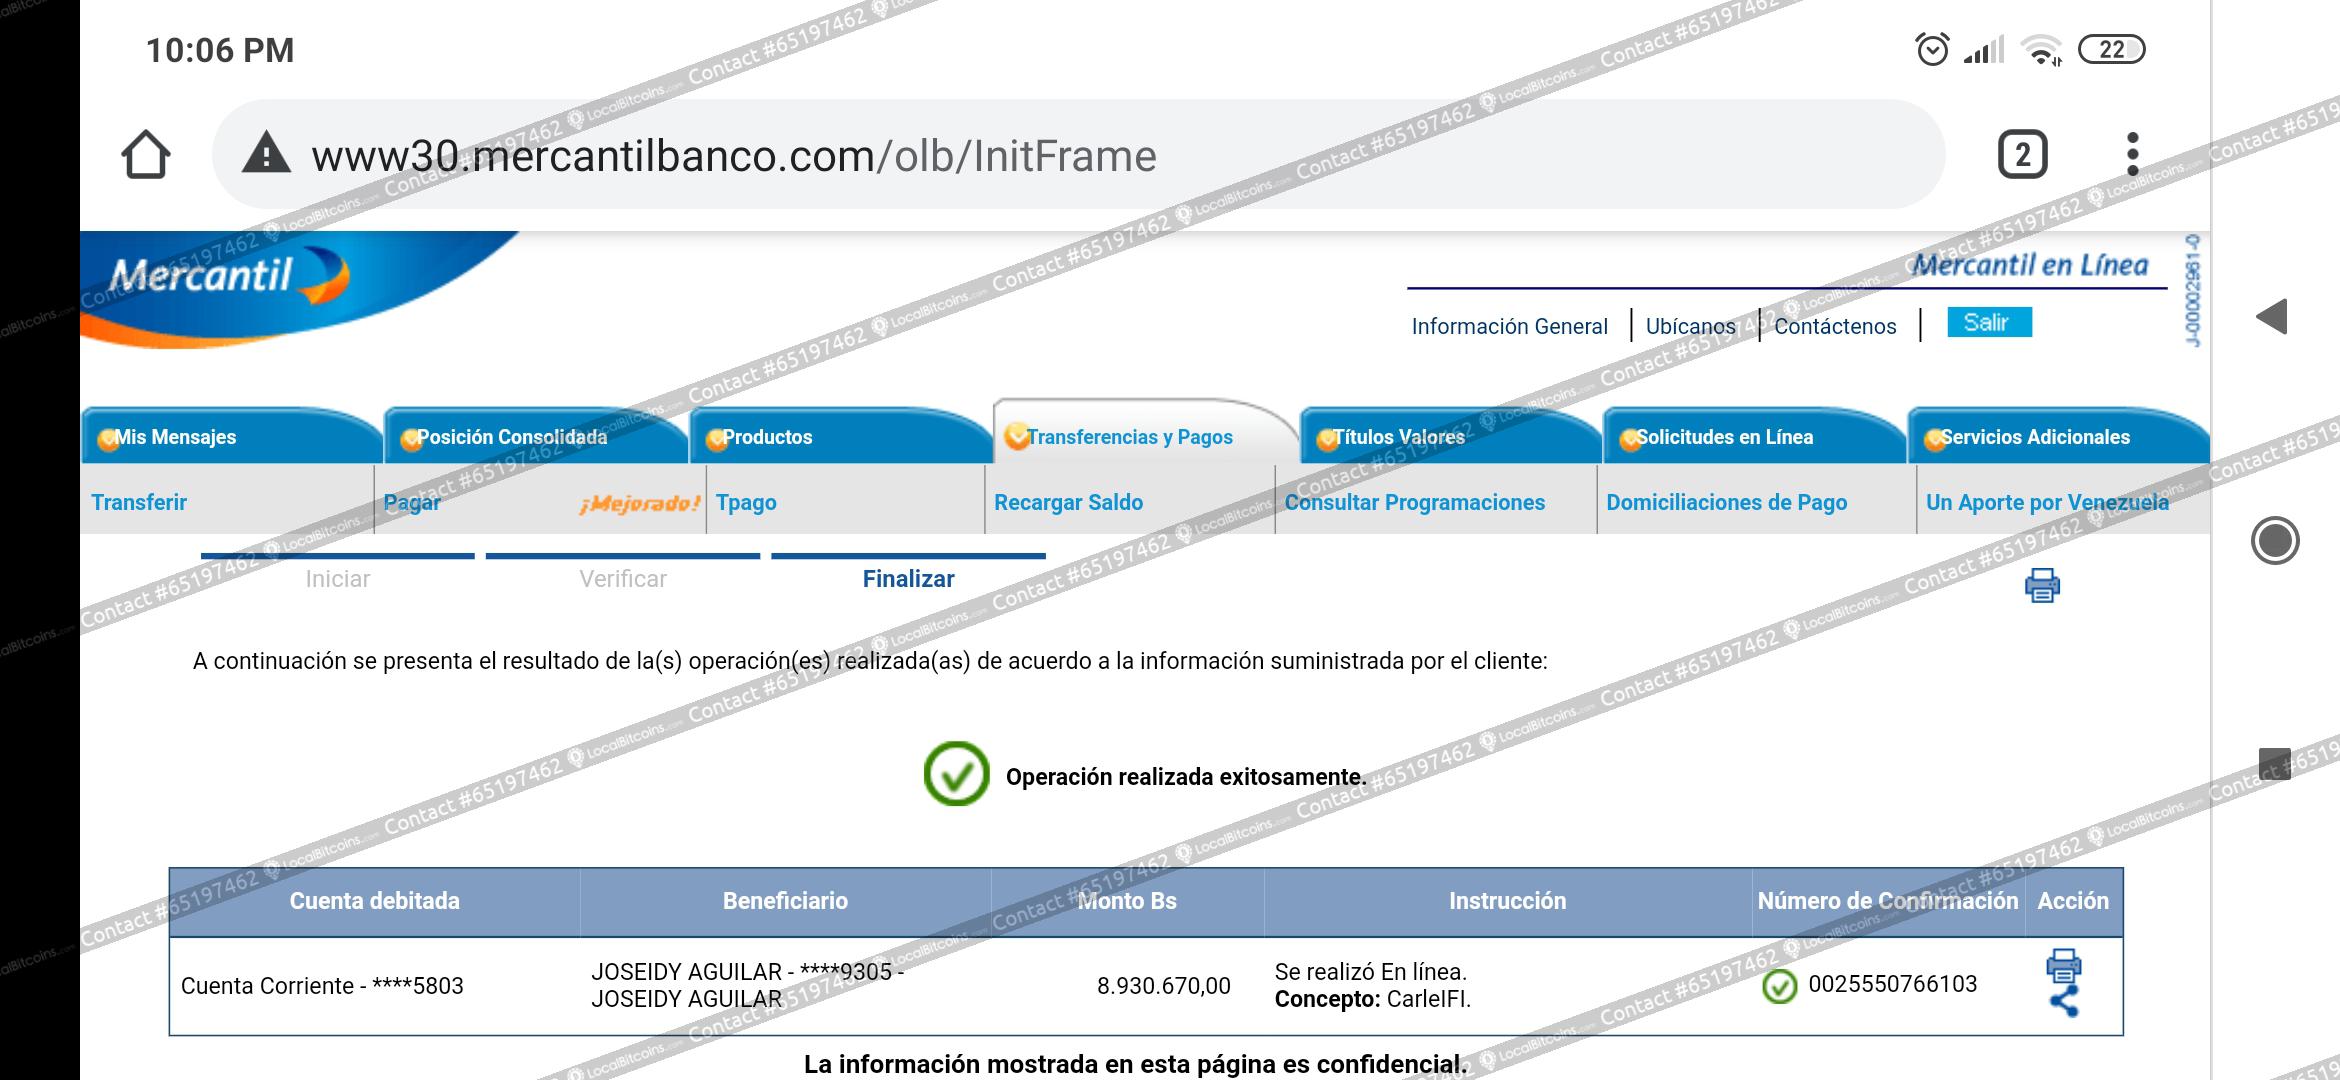 10:06 PM
22
www30.mercantilbanco.com/olb/InitFrame
2
Mercantil
Mercantil en Línea
J-00002961-0
Información General | Ubícanos | Contáctenos | Salir
Mis Mensajes
Posición Consolidada
Productos
Transferencias y Pagos
Títulos Valores
Solicitudes en Línea
Servicios Adicionales
Transferir
Pagar
¡Mejorado!
Tpago
Recargar Saldo
Consultar Programaciones
Domiciliaciones de Pago
Un Aporte por Venezuela
Iniciar
Verificar
Finalizar
A continuación se presenta el resultado de la(s) operación(es) realizada(as) de acuerdo a la información suministrada por el cliente:
Operación realizada exitosamente.
Cuenta debitada
Beneficiario
Monto Bs
Instrucción
Número de Confirmación
Acción
Cuenta Corriente - ****5803
JOSEIDY AGUILAR - ****9305 -
JOSEIDY AGUILAR
8.930.670,00
Se realizó En línea.
Concepto: CarleIFI.
0025550766103
La información mostrada en esta página es confidencial.
Contact #65197462 LocalBitcoins.com